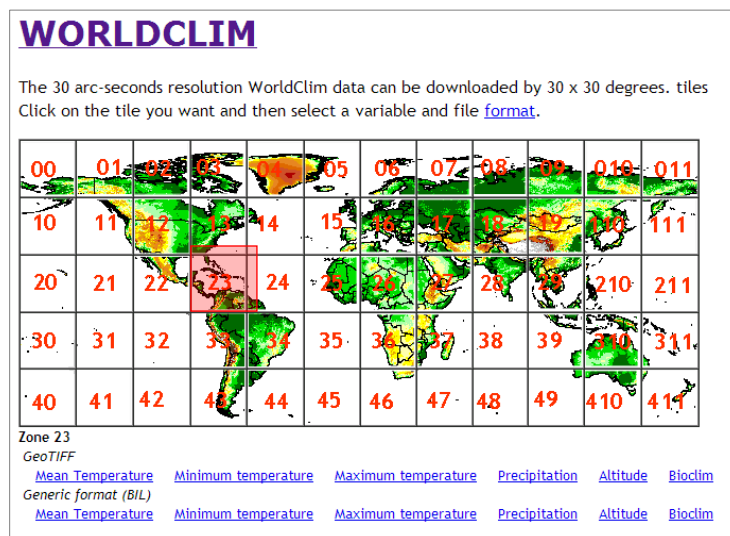 WORLDCLIM
The 30 arc-seconds resolution WorldClim data can be downloaded by 30 x 30 degrees. tiles
Click on the tile you want and then select a variable and file format.
00 01 02 03 04 05 06 07 08 09 010 011
10 11 12 13 14 15 16 17 18 19 110 111
20 21 22 23 24 25 26 27 28 29 210 211
30 31 32 33 34 35 36 37 38 39 310 311
40 41 42 43 44 45 46 47 48 49 410 411
Zone 23
GeoTIFF
Mean Temperature Minimum temperature Maximum temperature Precipitation Altitude Bioclim
Generic format (BIL)
Mean Temperature Minimum temperature Maximum temperature Precipitation Altitude Bioclim